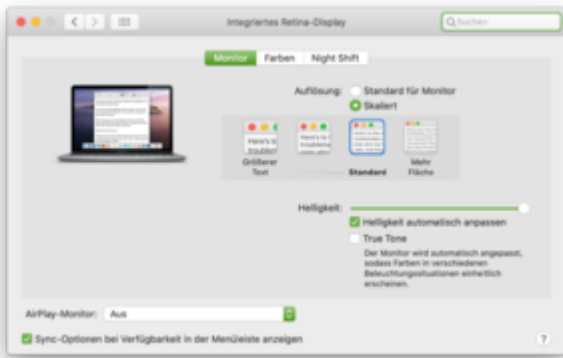 Integriertes Retina-Display
Suchen
Monitor Farben Night Shift
Auflösung: Standard für Monitor
Skaliert
Größerer Text
Standard
Mehr Fläche
Helligkeit:
Helligkeit automatisch anpassen
True Tone
Der Monitor wird automatisch angepasst,
sodass Farben in verschiedenen
Beleuchtungssituationen einheitlich
erscheinen.
AirPlay-Monitor: Aus
Sync-Optionen bei Verfügbarkeit in der Menüleiste anzeigen
?